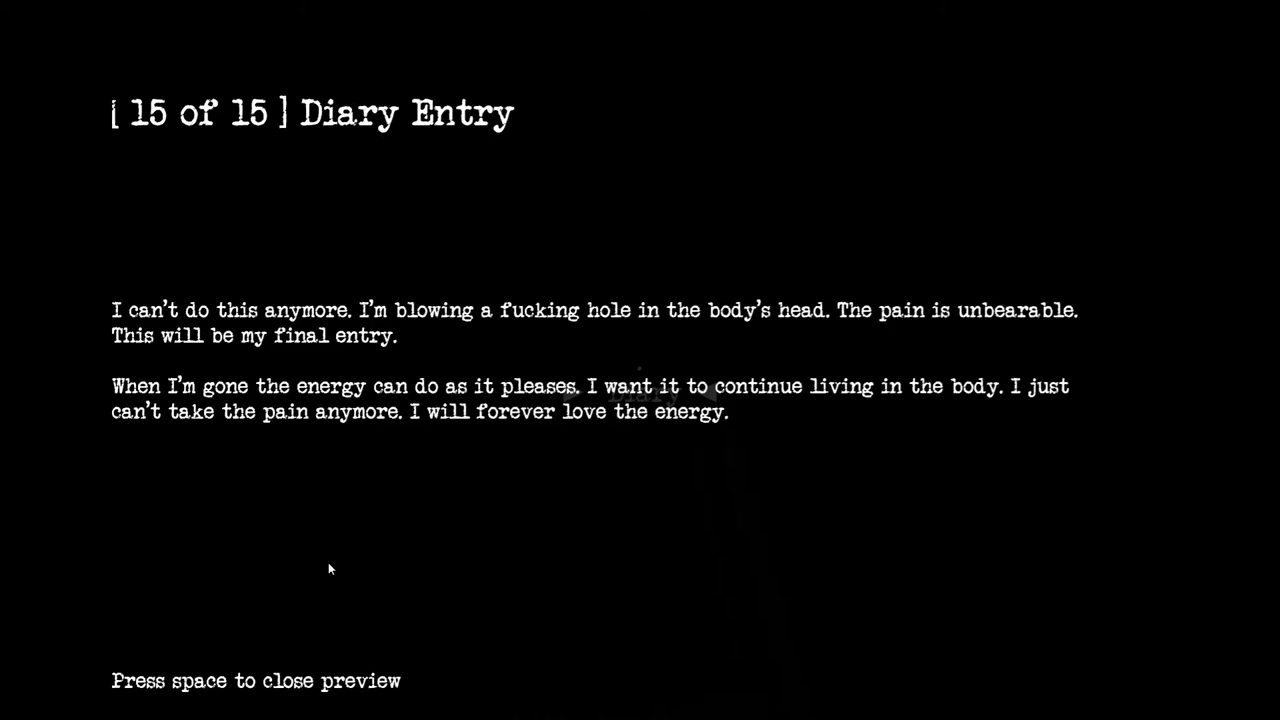 [ 15 of 15 ] Diary Entry
I can't do this anymore. I'm blowing a fucking hole in the body's head. The pain is unbearable.
This will be my final entry.
When I'm gone the energy can do as it pleases. I want it to continue living in the body. I just
can't take the pain anymore. I will forever love the energy.
Diary
Press space to close preview